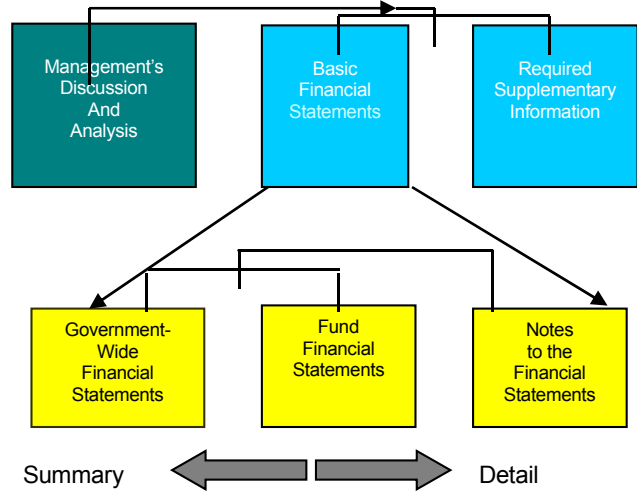 Management's
Discussion
And
Analysis
Basic
Financial
Statements
Required
Supplementary
Information
Government-
Wide
Financial
Statements
Fund
Financial
Statements
Notes
to the
Financial
Statements
Summary
Detail